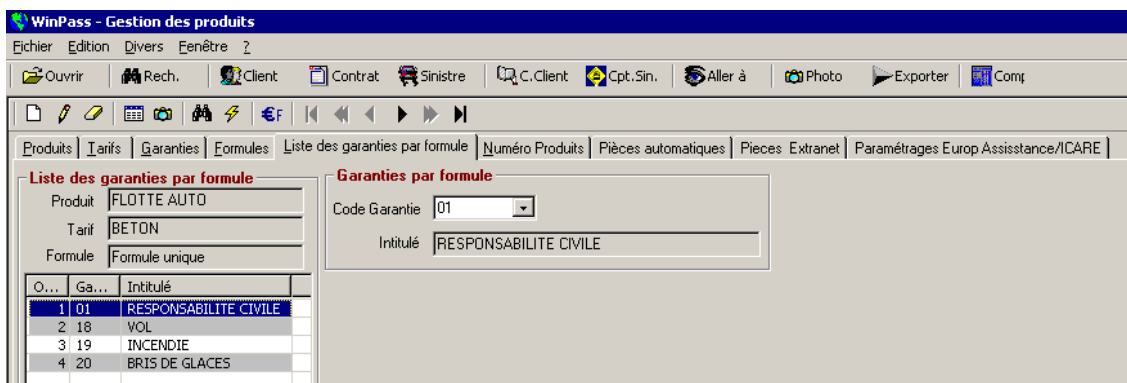 WinPass - Gestion des produits
Fichier Edition Divers Fenêtre ?
Ouvrir Rech. Client Contrat Sinistre C.Client Cpt.Sin. Aller à Photo Exporter Comp
€F
Produits Tarifs Garanties Formules Liste des garanties par formule Numéro Produits Pièces automatiques Pieces Extranet Paramétrages Europ Assisstance/ICARE
Liste des garanties par formule Garanties par formule
Produit FLOTTE AUTO
Code Garantie 01
Tarif BETON
Intitulé RESPONSABILITE CIVILE
Formule Formule unique
O... Ga... Intitulé
1 01 RESPONSABILITE CIVILE
2 18 VOL
3 19 INCENDIE
4 20 BRIS DE GLACES